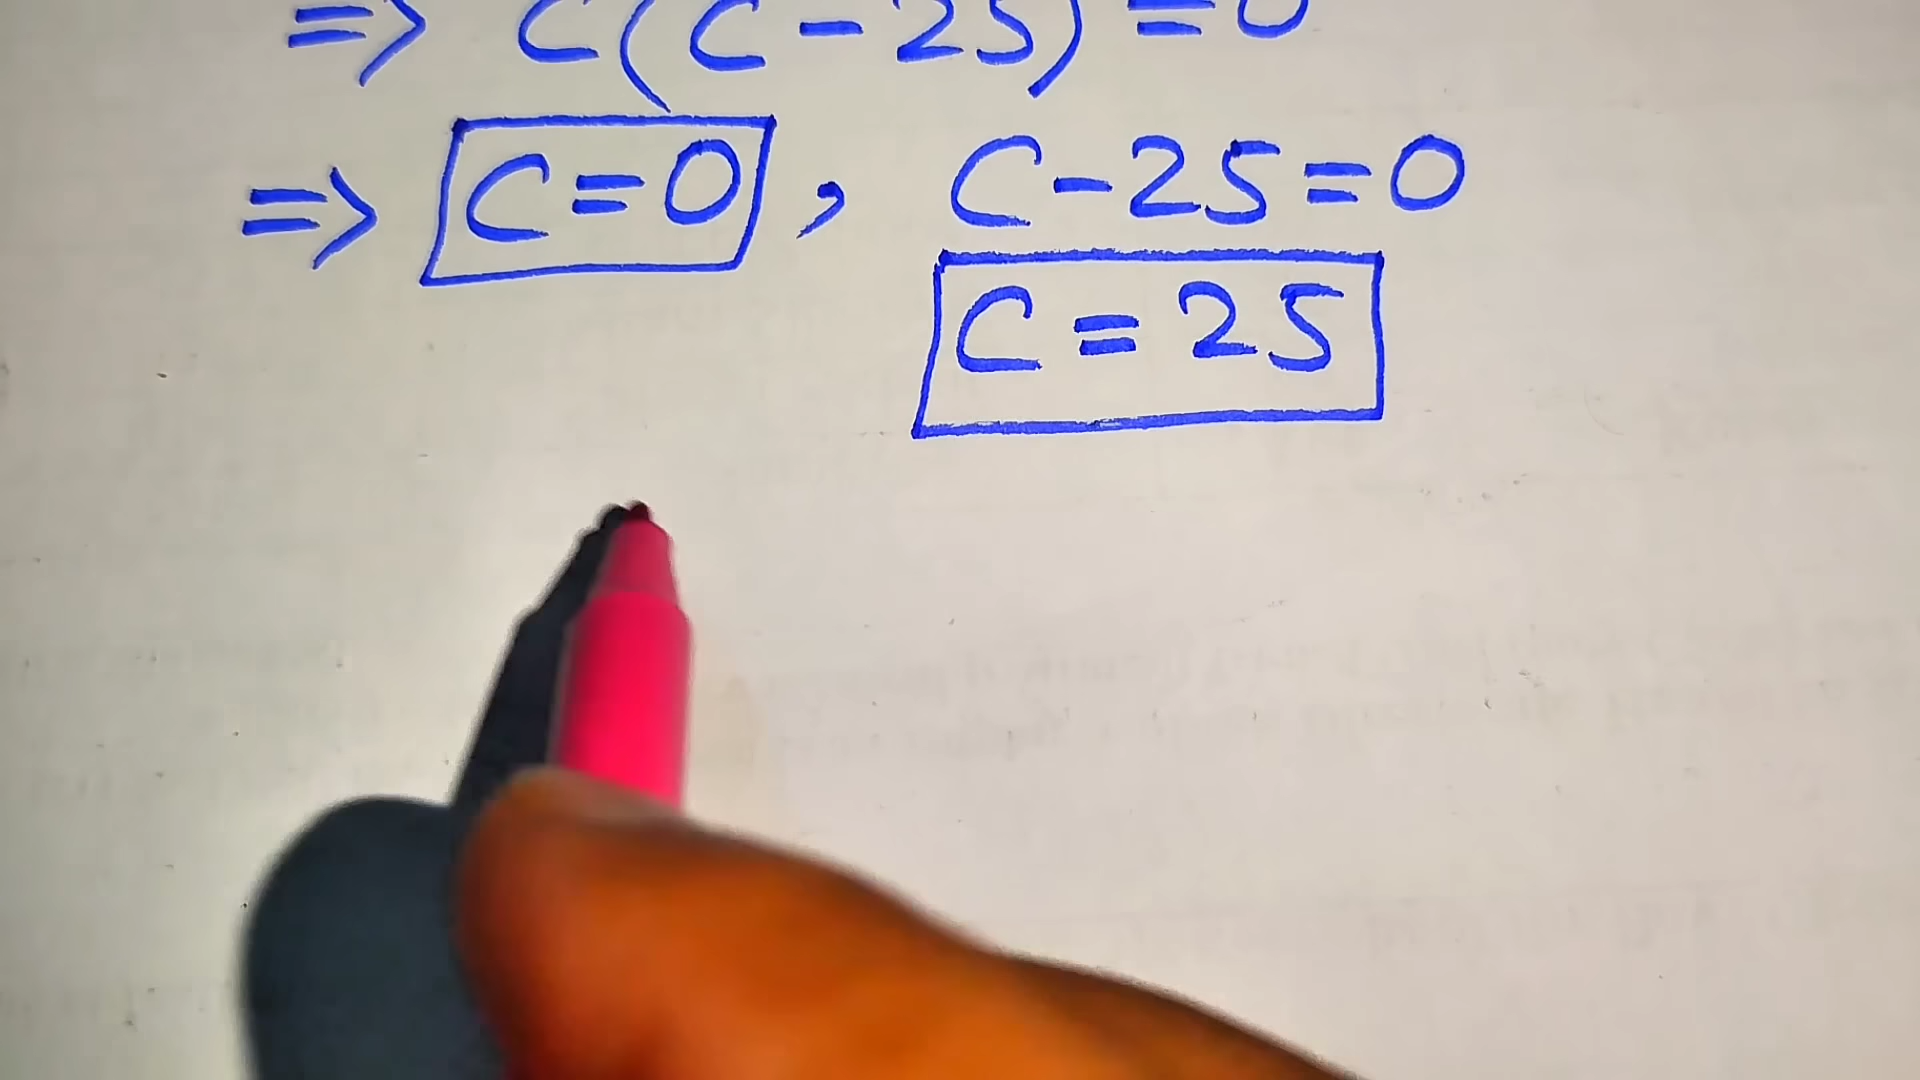 => C(C-25)=0
=> C=0, C-25=0
C=25